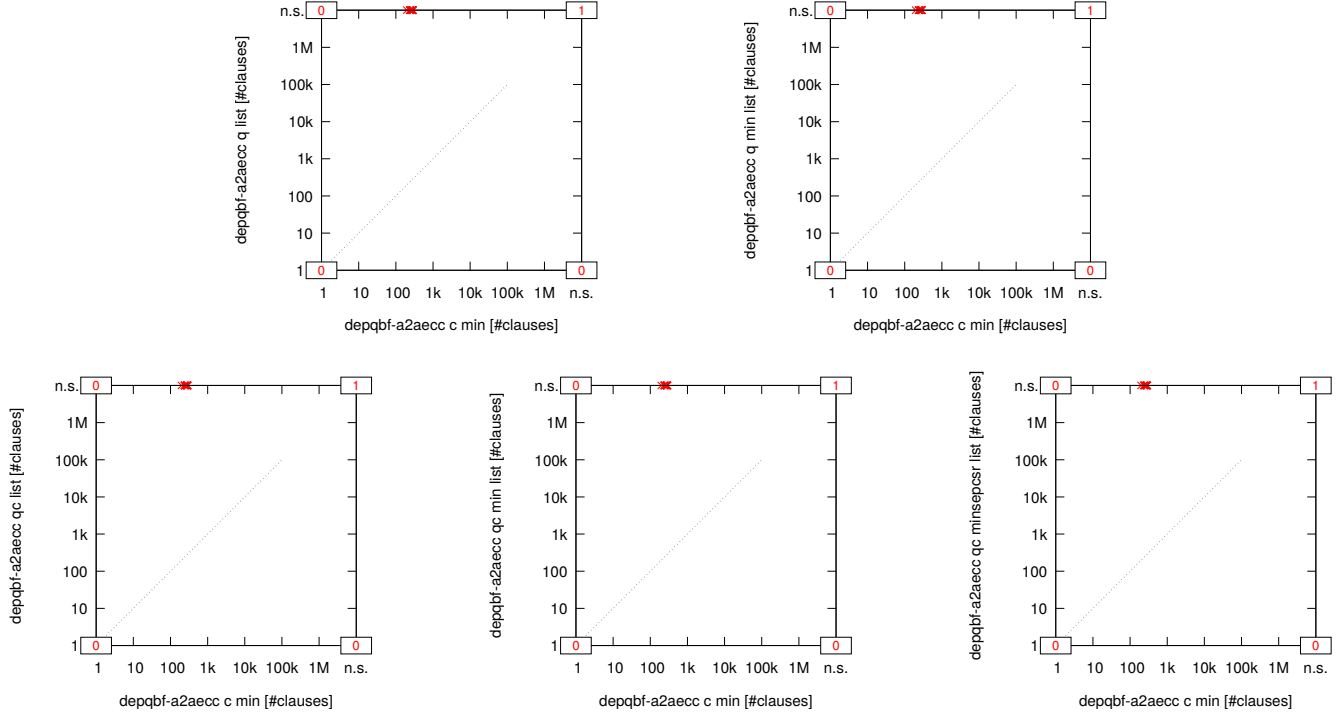 n.s. 0 1
1M
100k
10k
1k
100
10
1 0 0
1 10 100 1k 10k 100k 1M n.s.
depqbf-a2aecc q list [#clauses]
depqbf-a2aecc c min [#clauses]
n.s. 0 1
1M
100k
10k
1k
100
10
1 0 0
1 10 100 1k 10k 100k 1M n.s.
depqbf-a2aecc q min list [#clauses]
depqbf-a2aecc c min [#clauses]
n.s. 0 1
1M
100k
10k
1k
100
10
1 0 0
1 10 100 1k 10k 100k 1M n.s.
depqbf-a2aecc qc list [#clauses]
depqbf-a2aecc c min [#clauses]
n.s. 0 1
1M
100k
10k
1k
100
10
1 0 0
1 10 100 1k 10k 100k 1M n.s.
depqbf-a2aecc qc min list [#clauses]
depqbf-a2aecc c min [#clauses]
n.s. 0 1
1M
100k
10k
1k
100
10
1 0 0
1 10 100 1k 10k 100k 1M n.s.
depqbf-a2aecc qc minsepcsr list [#clauses]
depqbf-a2aecc c min [#clauses]